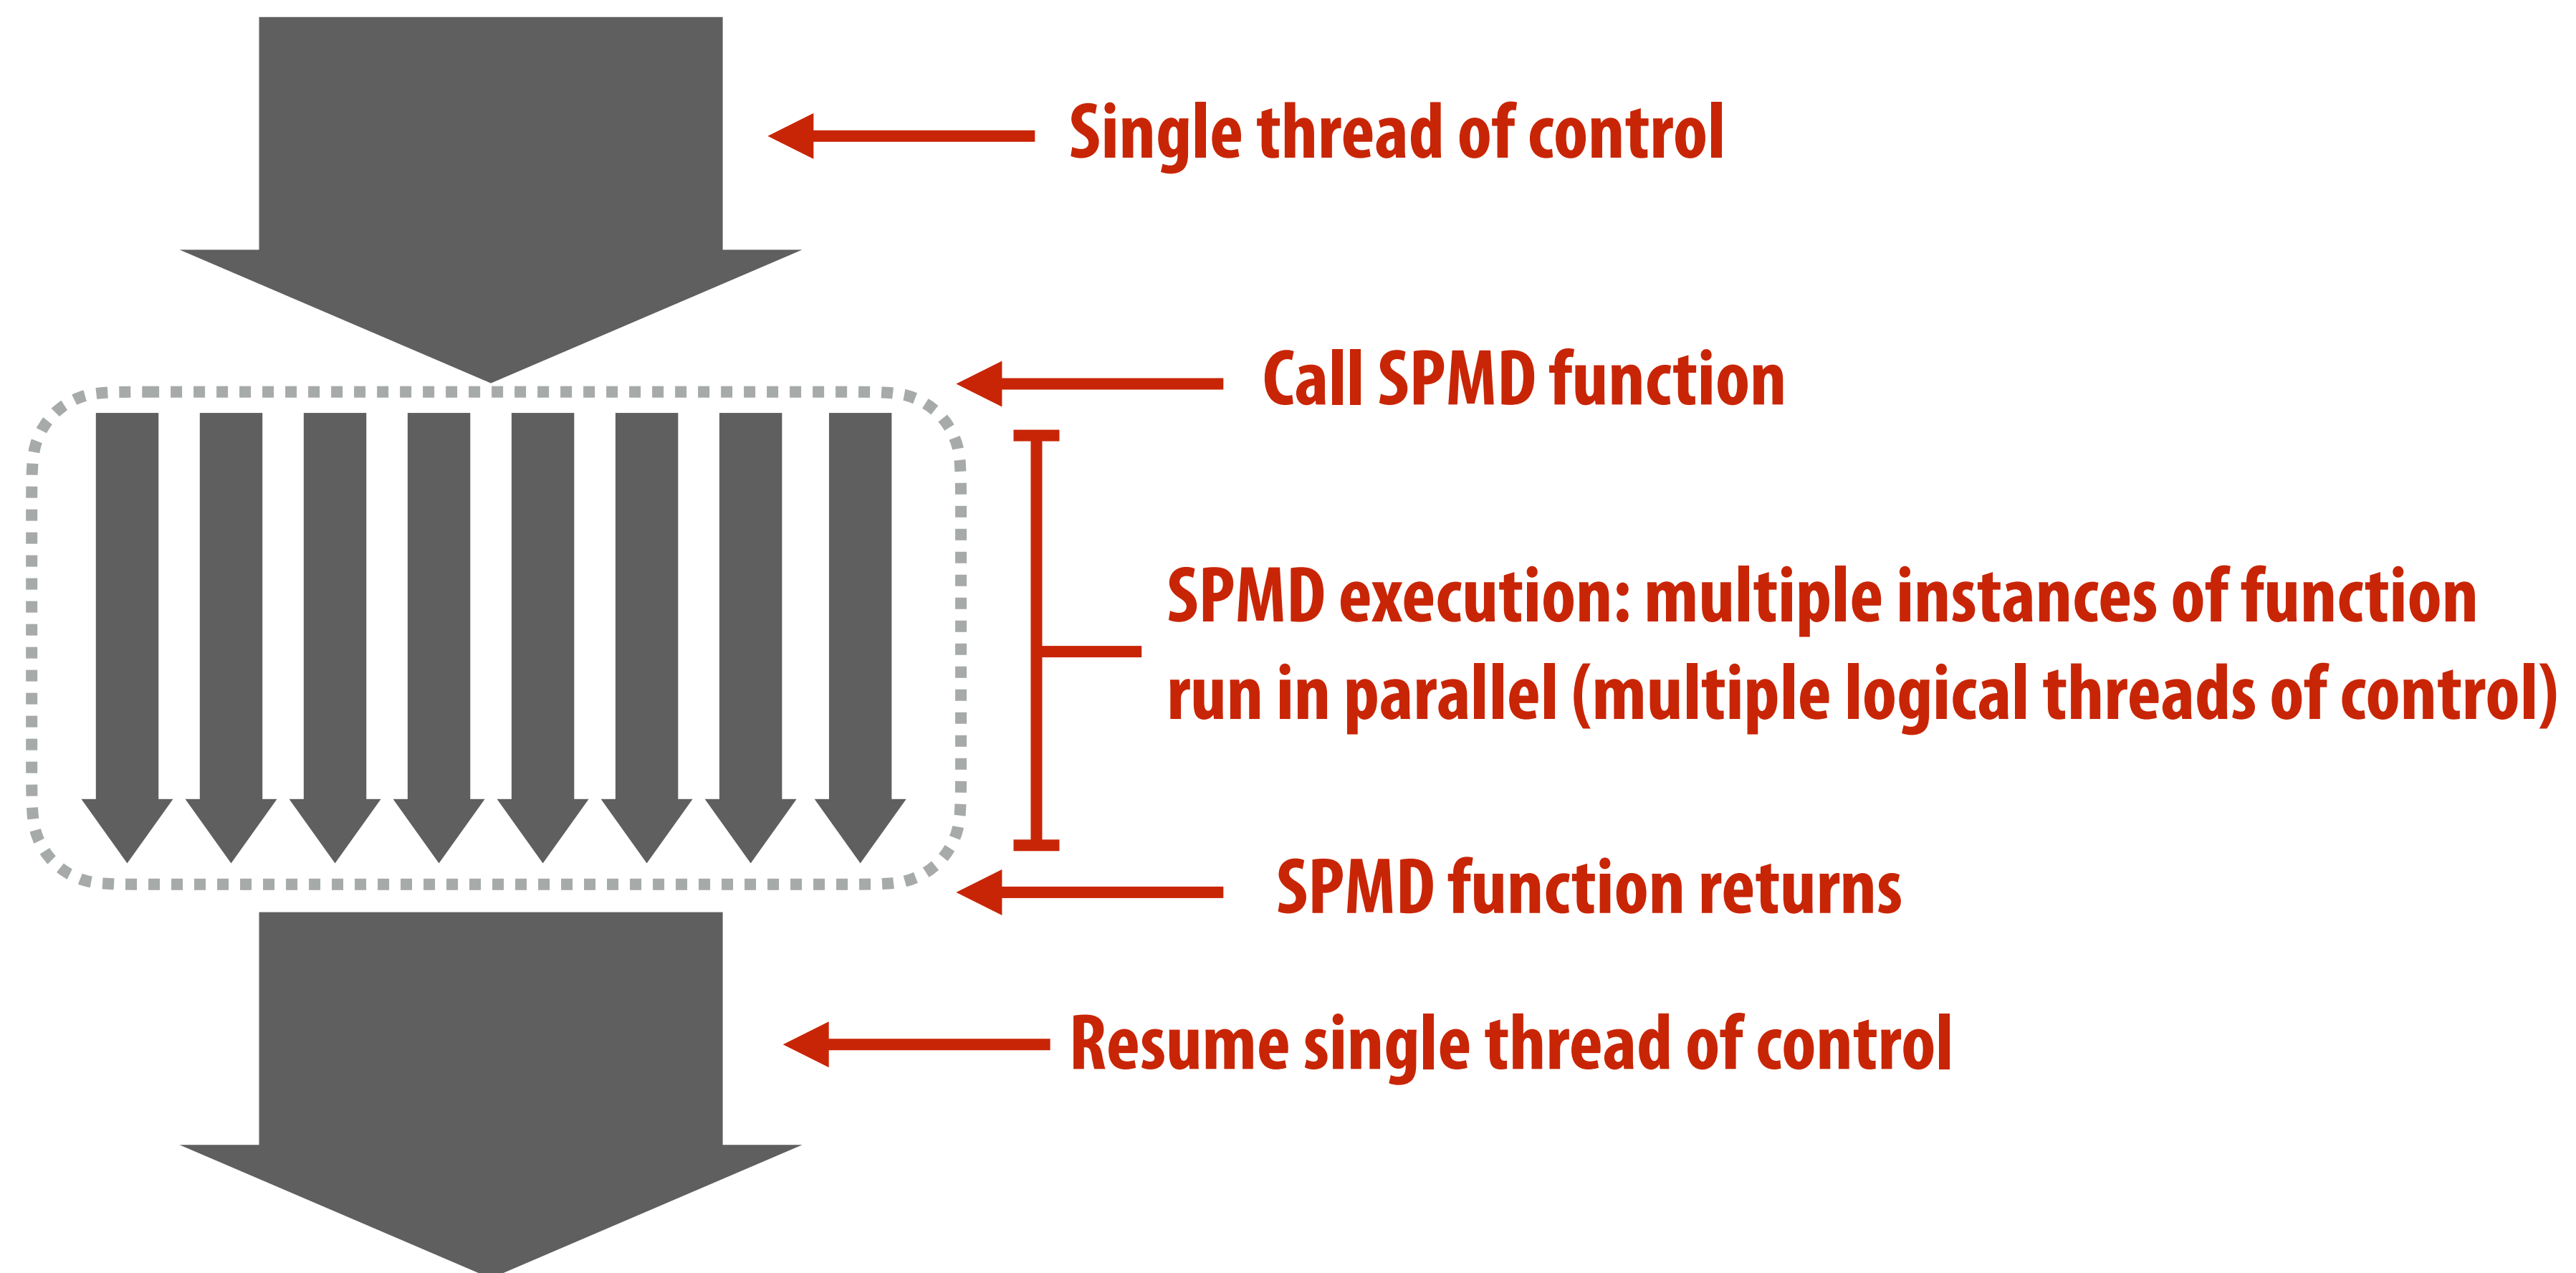 Single thread of control
Call SPMD function
SPMD execution: multiple instances of function
run in parallel (multiple logical threads of control)
SPMD function returns
Resume single thread of control